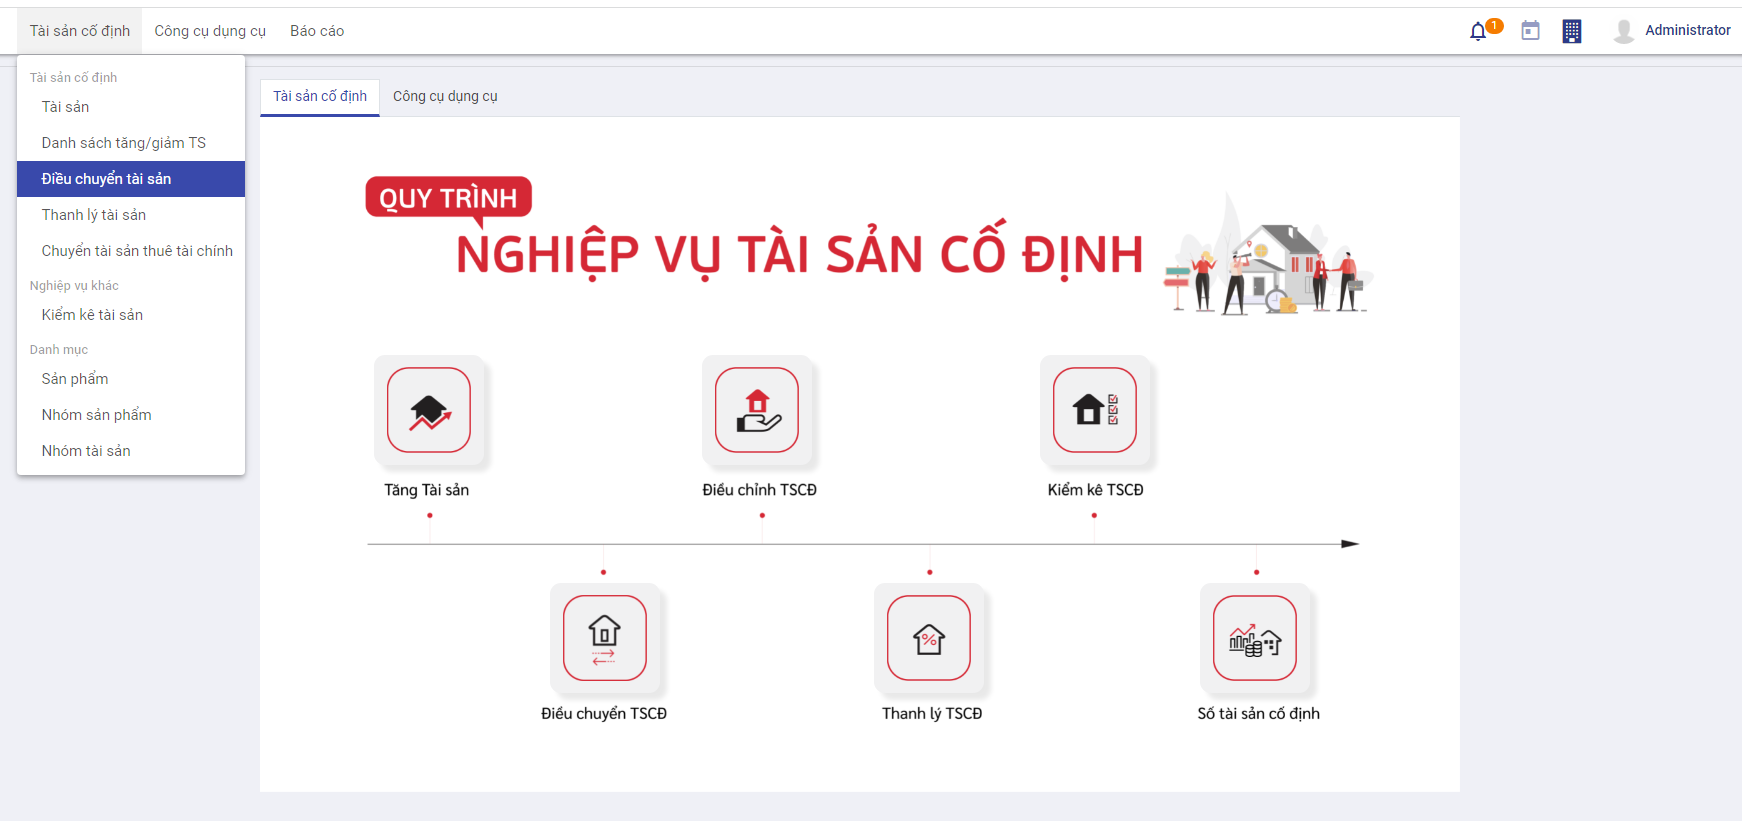 Tài sản cố định
Công cụ dụng cụ
Báo cáo
1
Administrator
Tài sản cố định
Tài sản
Danh sách tăng/giảm TS
Điều chuyển tài sản
Thanh lý tài sản
Chuyển tài sản thuê tài chính
Nghiệp vụ khác
Kiểm kê tài sản
Danh mục
Sản phẩm
Nhóm sản phẩm
Nhóm tài sản
Tài sản cố định
Công cụ dụng cụ
QUY TRÌNH
NGHIỆP VỤ TÀI SẢN CỐ ĐỊNH
Tăng Tài sản
Điều chỉnh TSCĐ
Kiểm kê TSCĐ
%
Điều chuyển TSCĐ
Thanh lý TSCĐ
Sổ tài sản cố định